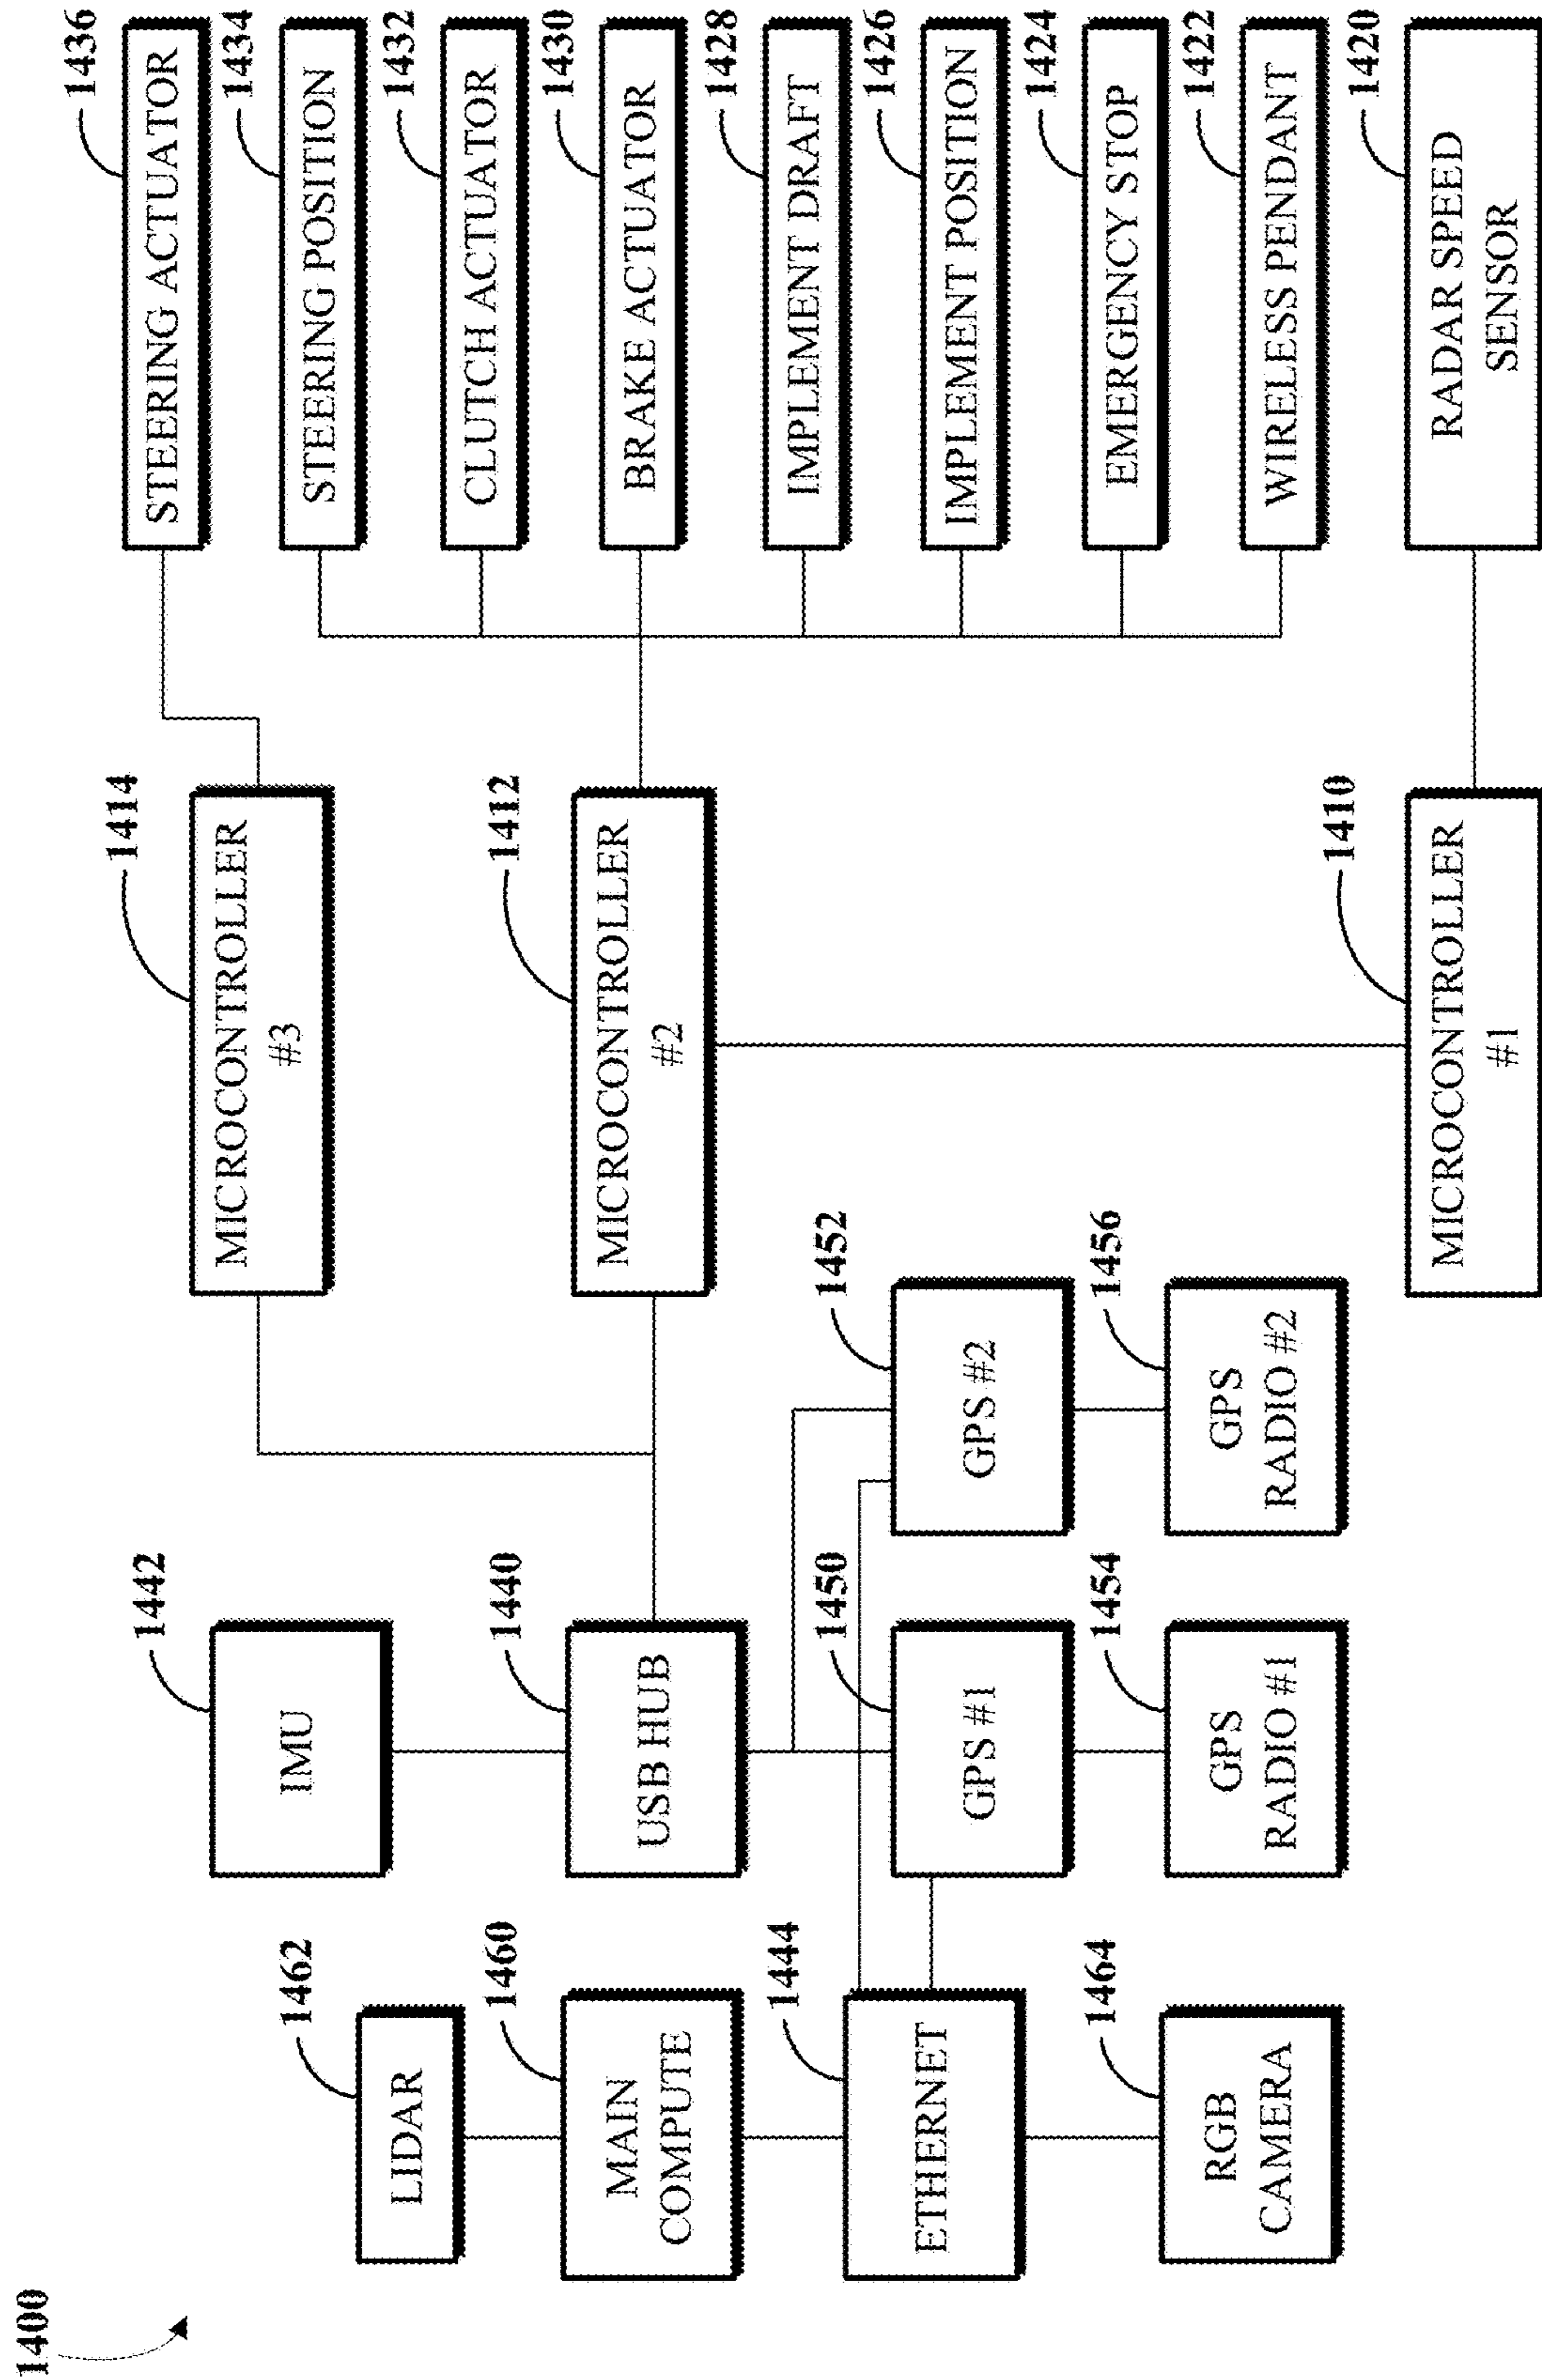 1400
LIDAR
1462
MAIN
COMPUTE
1460
ETHERNET
1444
RGB
CAMERA
1464
IMU
1442
USB HUB
1440
GPS #1
1450
GPS
RADIO #1
1454
GPS #2
1452
GPS
RADIO #2
1456
MICROCONTROLLER
#3
1414
MICROCONTROLLER
#2
1412
MICROCONTROLLER
#1
1410
STEERING ACTUATOR
1436
STEERING POSITION
1434
CLUTCH ACTUATOR
1432
BRAKE ACTUATOR
1430
IMPLEMENT DRAFT
1428
IMPLEMENT POSITION
1426
EMERGENCY STOP
1424
WIRELESS PENDANT
1422
RADAR SPEED
SENSOR
1420